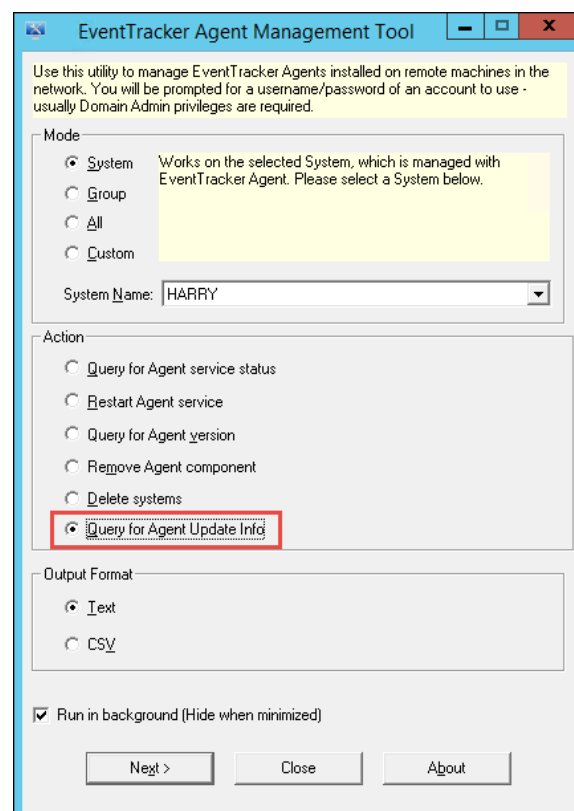 EventTracker Agent Management Tool
Use this utility to manage EventTracker Agents installed on remote machines in the
network. You will be prompted for a username/password of an account to use -
usually Domain Admin privileges are required.
Mode
System
Works on the selected System, which is managed with
EventTracker Agent. Please select a System below.
Group
All
Custom
System Name: HARRY
Action
Query for Agent service status
Restart Agent service
Query for Agent version
Remove Agent component
Delete systems
Query for Agent Update Info
Output Format
Text
CSV
Run in background (Hide when minimized)
Next >
Close
About